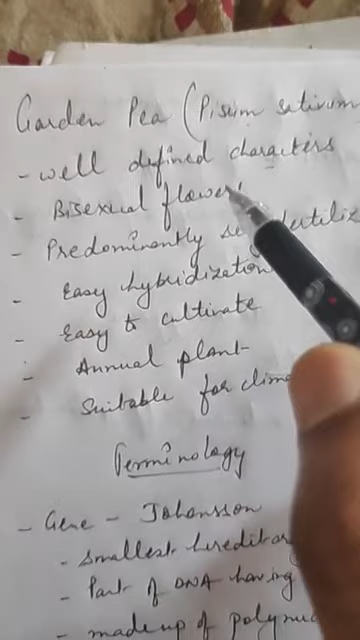 Garden Pea (Pisum sativum
- well defined characters
- Bisexual flower
- Predominantly
- Easy hybridization
- Easy to cultivate
- Annual plant
- Suitable for
Terminology
- Gene - Johansson
- smallest
- Part of DNA having
- made up of